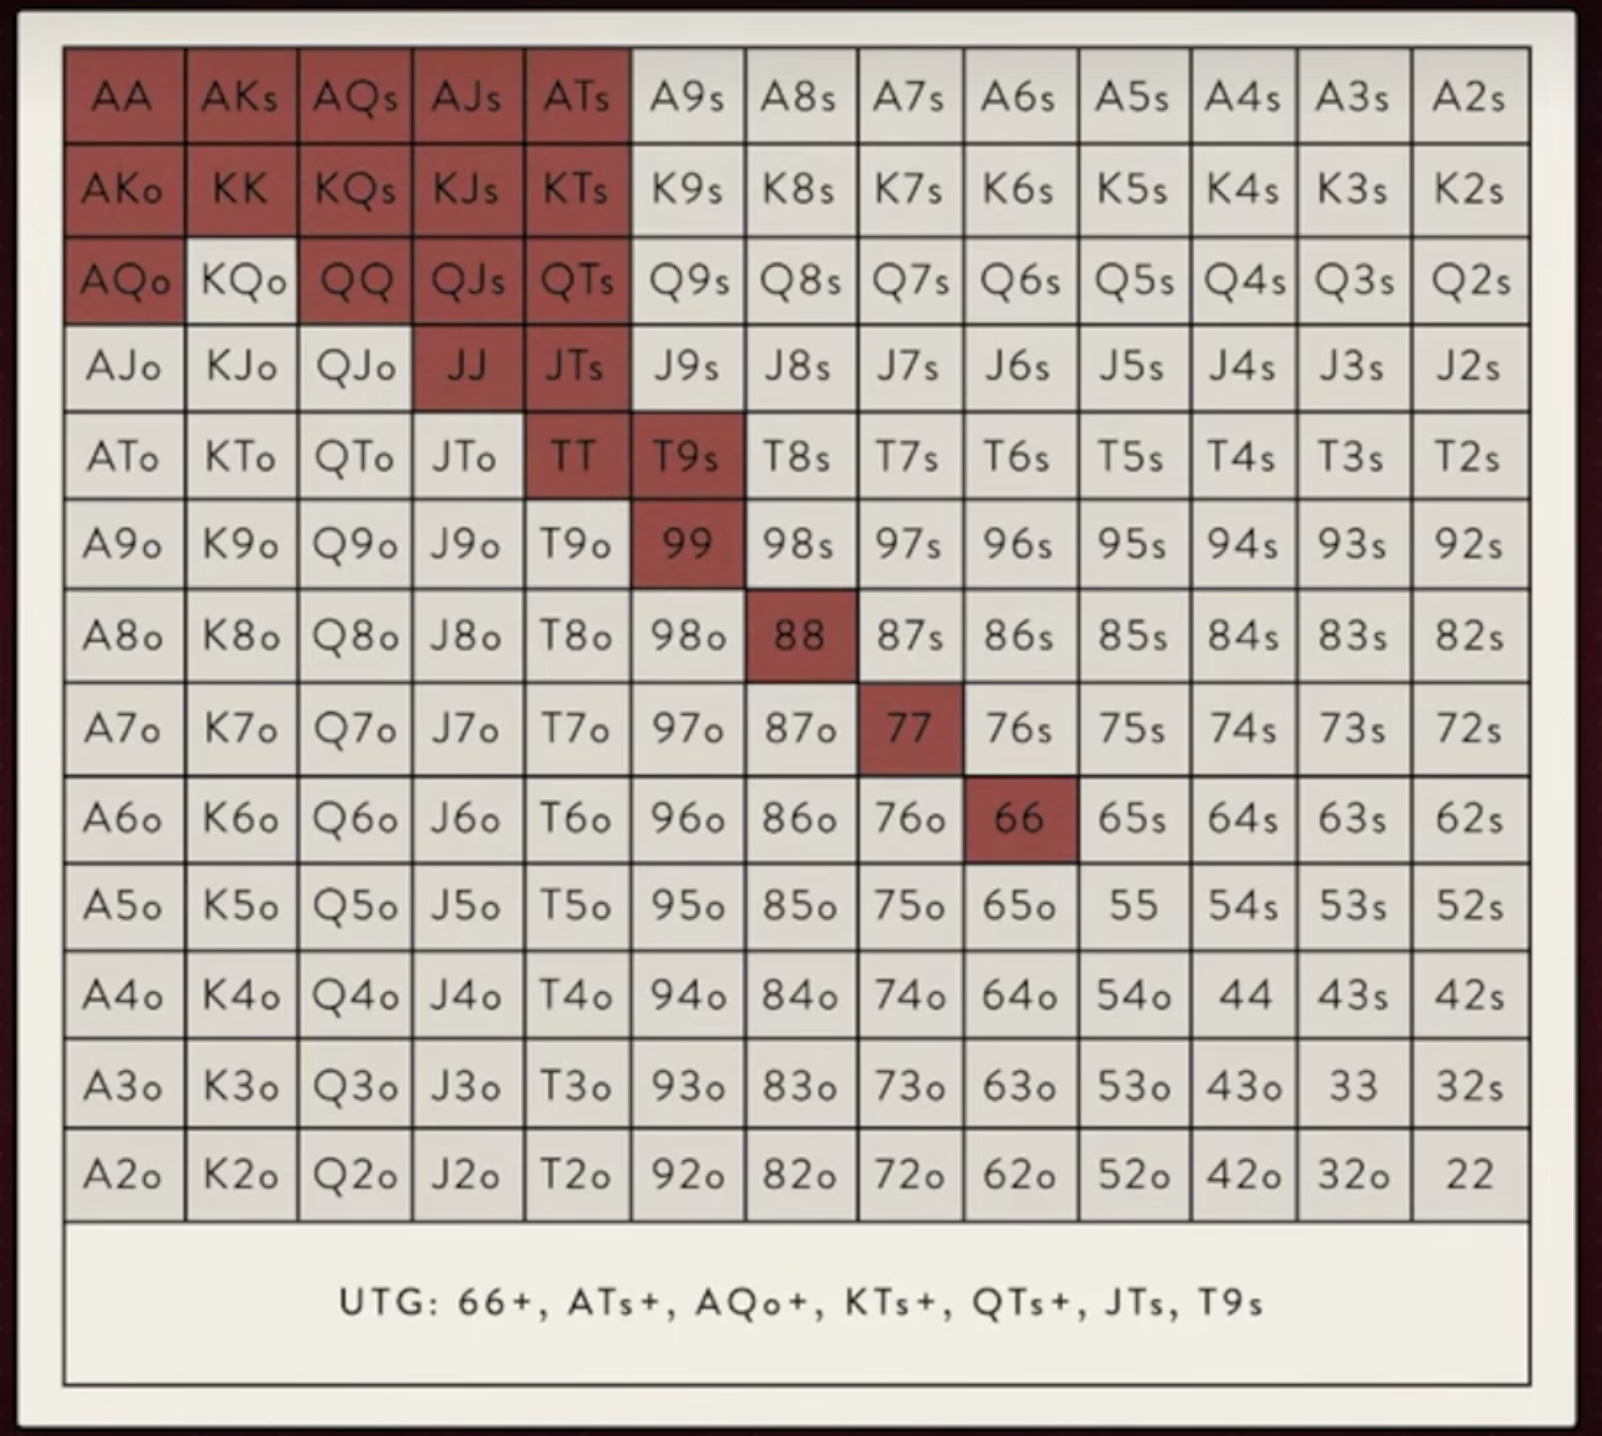 AA AKs AQs AJs ATs A9s A8s A7s A6s A5s A4s A3s A2s
AKo KK KQs KJs KTs K9s K8s K7s K6s K5s K4s K3s K2s
AQo KQo QQ QJs QTs Q9s Q8s Q7s Q6s Q5s Q4s Q3s Q2s
AJo KJo QJo JJ JTs J9s J8s J7s J6s J5s J4s J3s J2s
ATo KTo QTo JTo TT T9s T8s T7s T6s T5s T4s T3s T2s
A9o K9o Q9o J9o T9o 99 98s 97s 96s 95s 94s 93s 92s
A8o K8o Q8o J8o T8o 98o 88 87s 86s 85s 84s 83s 82s
A7o K7o Q7o J7o T7o 97o 87o 77 76s 75s 74s 73s 72s
A6o K6o Q6o J6o T6o 96o 86o 76o 66 65s 64s 63s 62s
A5o K5o Q5o J5o T5o 95o 85o 75o 65o 55 54s 53s 52s
A4o K4o Q4o J4o T4o 94o 84o 74o 64o 54o 44 43s 42s
A3o K3o Q3o J3o T3o 93o 83o 73o 63o 53o 43o 33 32s
A2o K2o Q2o J2o T2o 92o 82o 72o 62o 52o 42o 32o 22
UTG: 66+, ATs+, AQo+, KTs+, QTs+, JTs, T9s